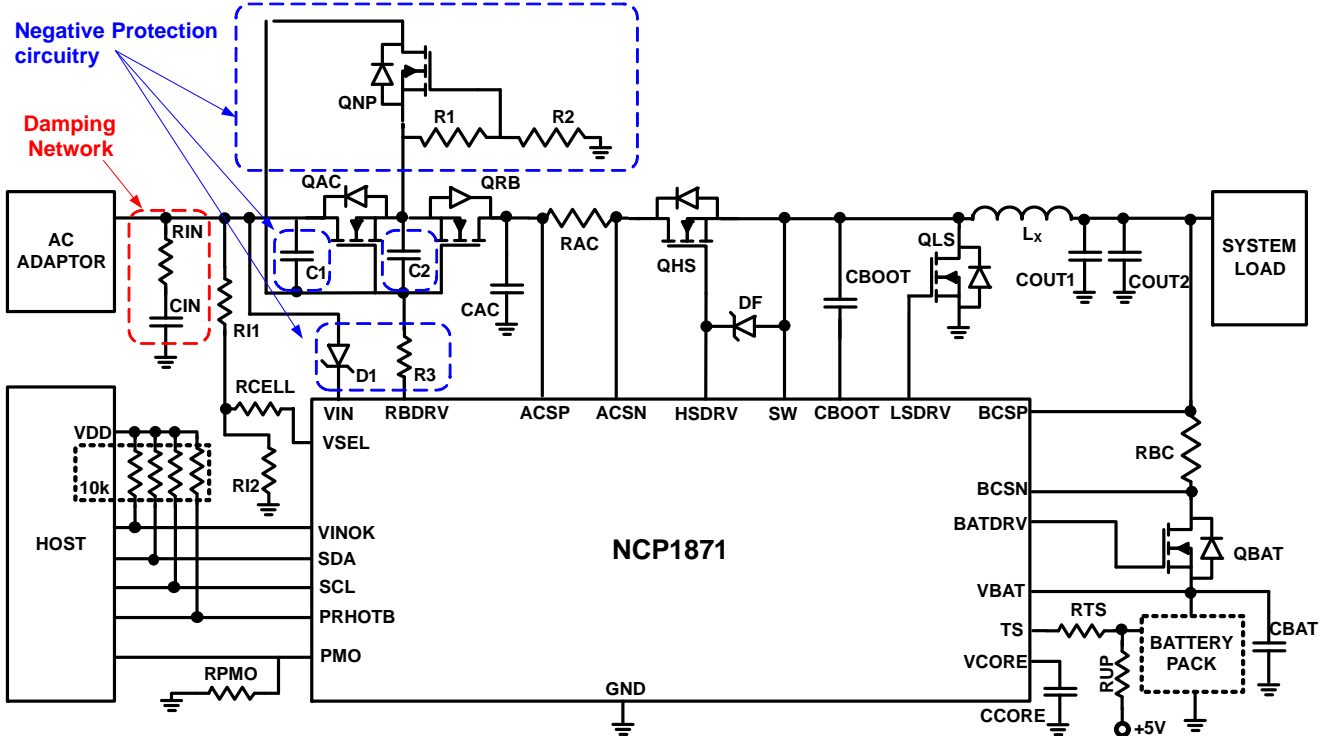 Negative Protection
circuitry
QNP
R1
R2
Damping
Network
AC
ADAPTOR
RIN
CIN
RI1
QAC
QRB
C1
C2
CAC
RAC
QHS
DF
CBOOT
QLS
LX
COUT1
COUT2
SYSTEM
LOAD
D1
R3
RCELL
RI2
VIN
RBDRV
ACSP
ACSN
HSDRV
SW
CBOOT
LSDRV
BCSP
VDD
10k
HOST
VSEL
VINOK
SDA
SCL
PRHOTB
PMO
RPMO
NCP1871
GND
BCSN
BATDRV
VBAT
TS
VCORE
RBC
QBAT
RTS
RUP
BATTERY
PACK
CBAT
CCORE
+5V